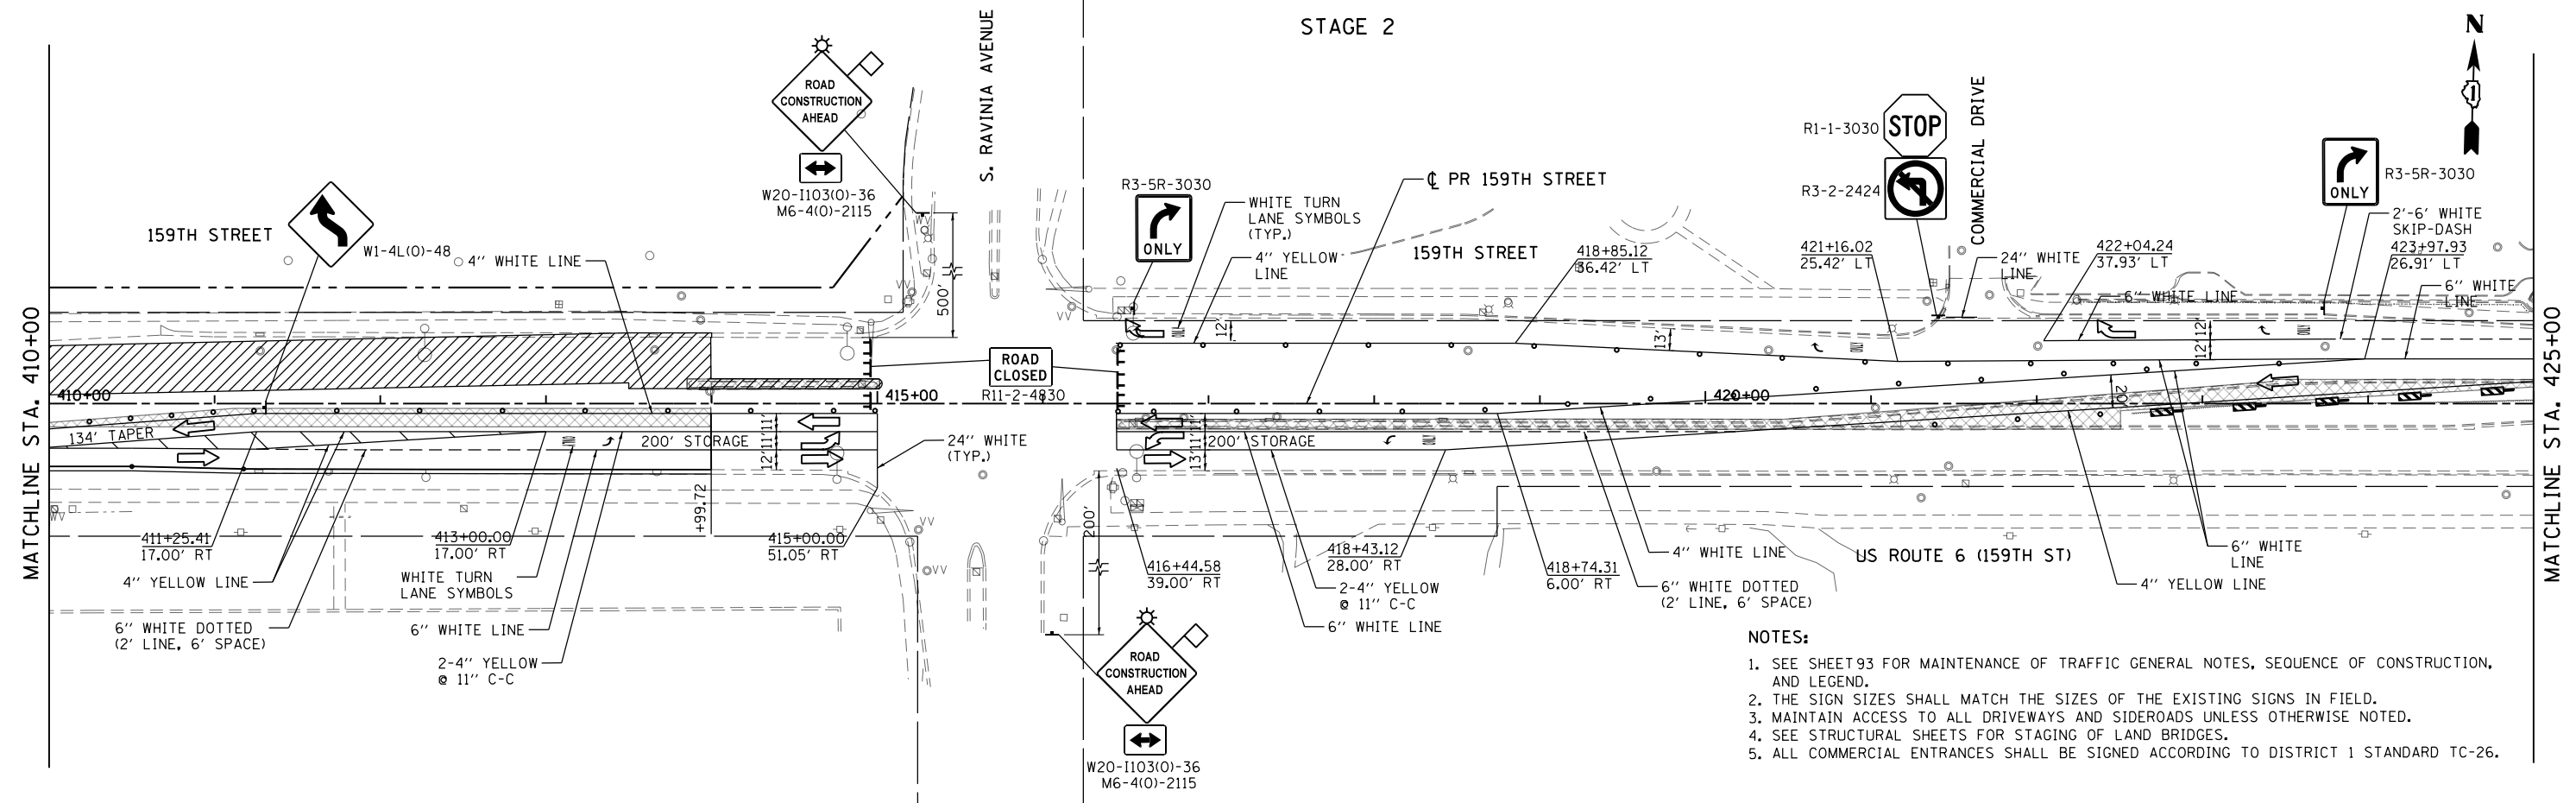 STAGE 2
N
1
MATCHLINE STA. 410+00
MATCHLINE STA. 425+00
S. RAVINIA AVENUE
COMMERCIAL DRIVE
ROAD
CONSTRUCTION
AHEAD
W20-I103(O)-36
M6-4(O)-2115
159TH STREET
W1-4L(O)-48
4" WHITE LINE
500'
R3-5R-3030
ONLY
WHITE TURN
LANE SYMBOLS
(TYP.)
4" YELLOW
LINE
℄ PR 159TH STREET
159TH STREET
418+85.12
36.42' LT
R1-1-3030
STOP
R3-2-2424
421+16.02
25.42' LT
24" WHITE
LINE
422+04.24
37.93' LT
6" WHITE LINE
ONLY
R3-5R-3030
2'-6' WHITE
SKIP-DASH
423+97.93
26.91' LT
6" WHITE
LINE
12'
13'
12'
12'
20'
ROAD
CLOSED
R11-2-4830
410+00
415+00
420+00
134' TAPER
200' STORAGE
11'
11'
12'
24" WHITE
(TYP.)
200' STORAGE
11'
11'
13'
+99.72
200'
411+25.41
17.00' RT
413+00.00
17.00' RT
415+00.00
51.05' RT
4" YELLOW LINE
WHITE TURN
LANE SYMBOLS
6" WHITE DOTTED
(2' LINE, 6' SPACE)
6" WHITE LINE
2-4" YELLOW
@ 11" C-C
416+44.58
39.00' RT
418+43.12
28.00' RT
2-4" YELLOW
@ 11" C-C
6" WHITE LINE
418+74.31
6.00' RT
4" WHITE LINE
6" WHITE DOTTED
(2' LINE, 6' SPACE)
US ROUTE 6 (159TH ST)
6" WHITE
LINE
4" YELLOW LINE
ROAD
CONSTRUCTION
AHEAD
W20-I103(O)-36
M6-4(O)-2115
NOTES:
1. SEE SHEET 93 FOR MAINTENANCE OF TRAFFIC GENERAL NOTES, SEQUENCE OF CONSTRUCTION,
AND LEGEND.
2. THE SIGN SIZES SHALL MATCH THE SIZES OF THE EXISTING SIGNS IN FIELD.
3. MAINTAIN ACCESS TO ALL DRIVEWAYS AND SIDEROADS UNLESS OTHERWISE NOTED.
4. SEE STRUCTURAL SHEETS FOR STAGING OF LAND BRIDGES.
5. ALL COMMERCIAL ENTRANCES SHALL BE SIGNED ACCORDING TO DISTRICT 1 STANDARD TC-26.